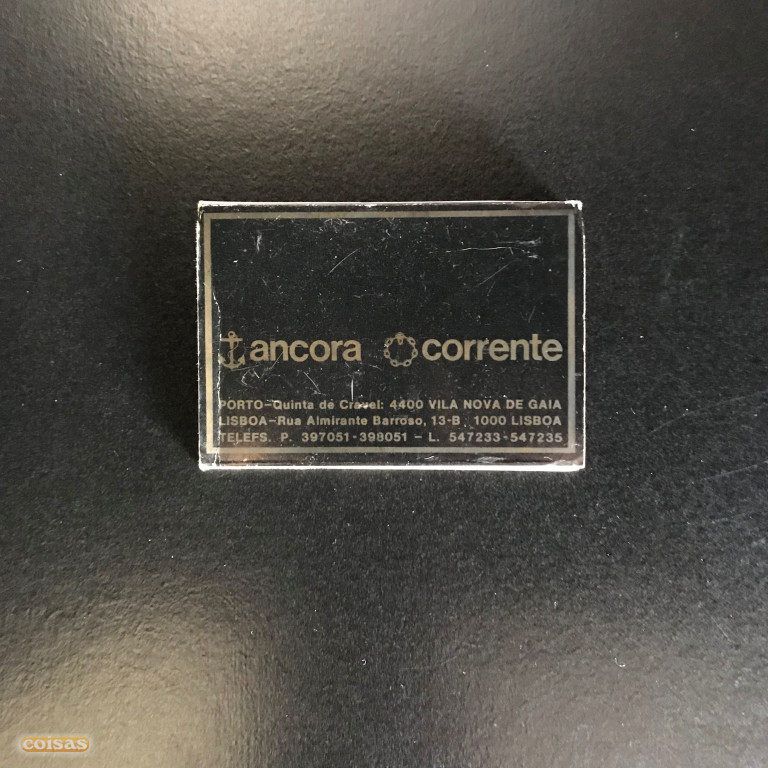 ancora corrente
PORTO-Quinta de Cravel: 4400 VILA NOVA DE GAIA
LISBOA-Rua Almirante Barroso, 13-B 1000 LISBOA
TELEFS. P. 397051-398051 - L. 547233-547235
coisas